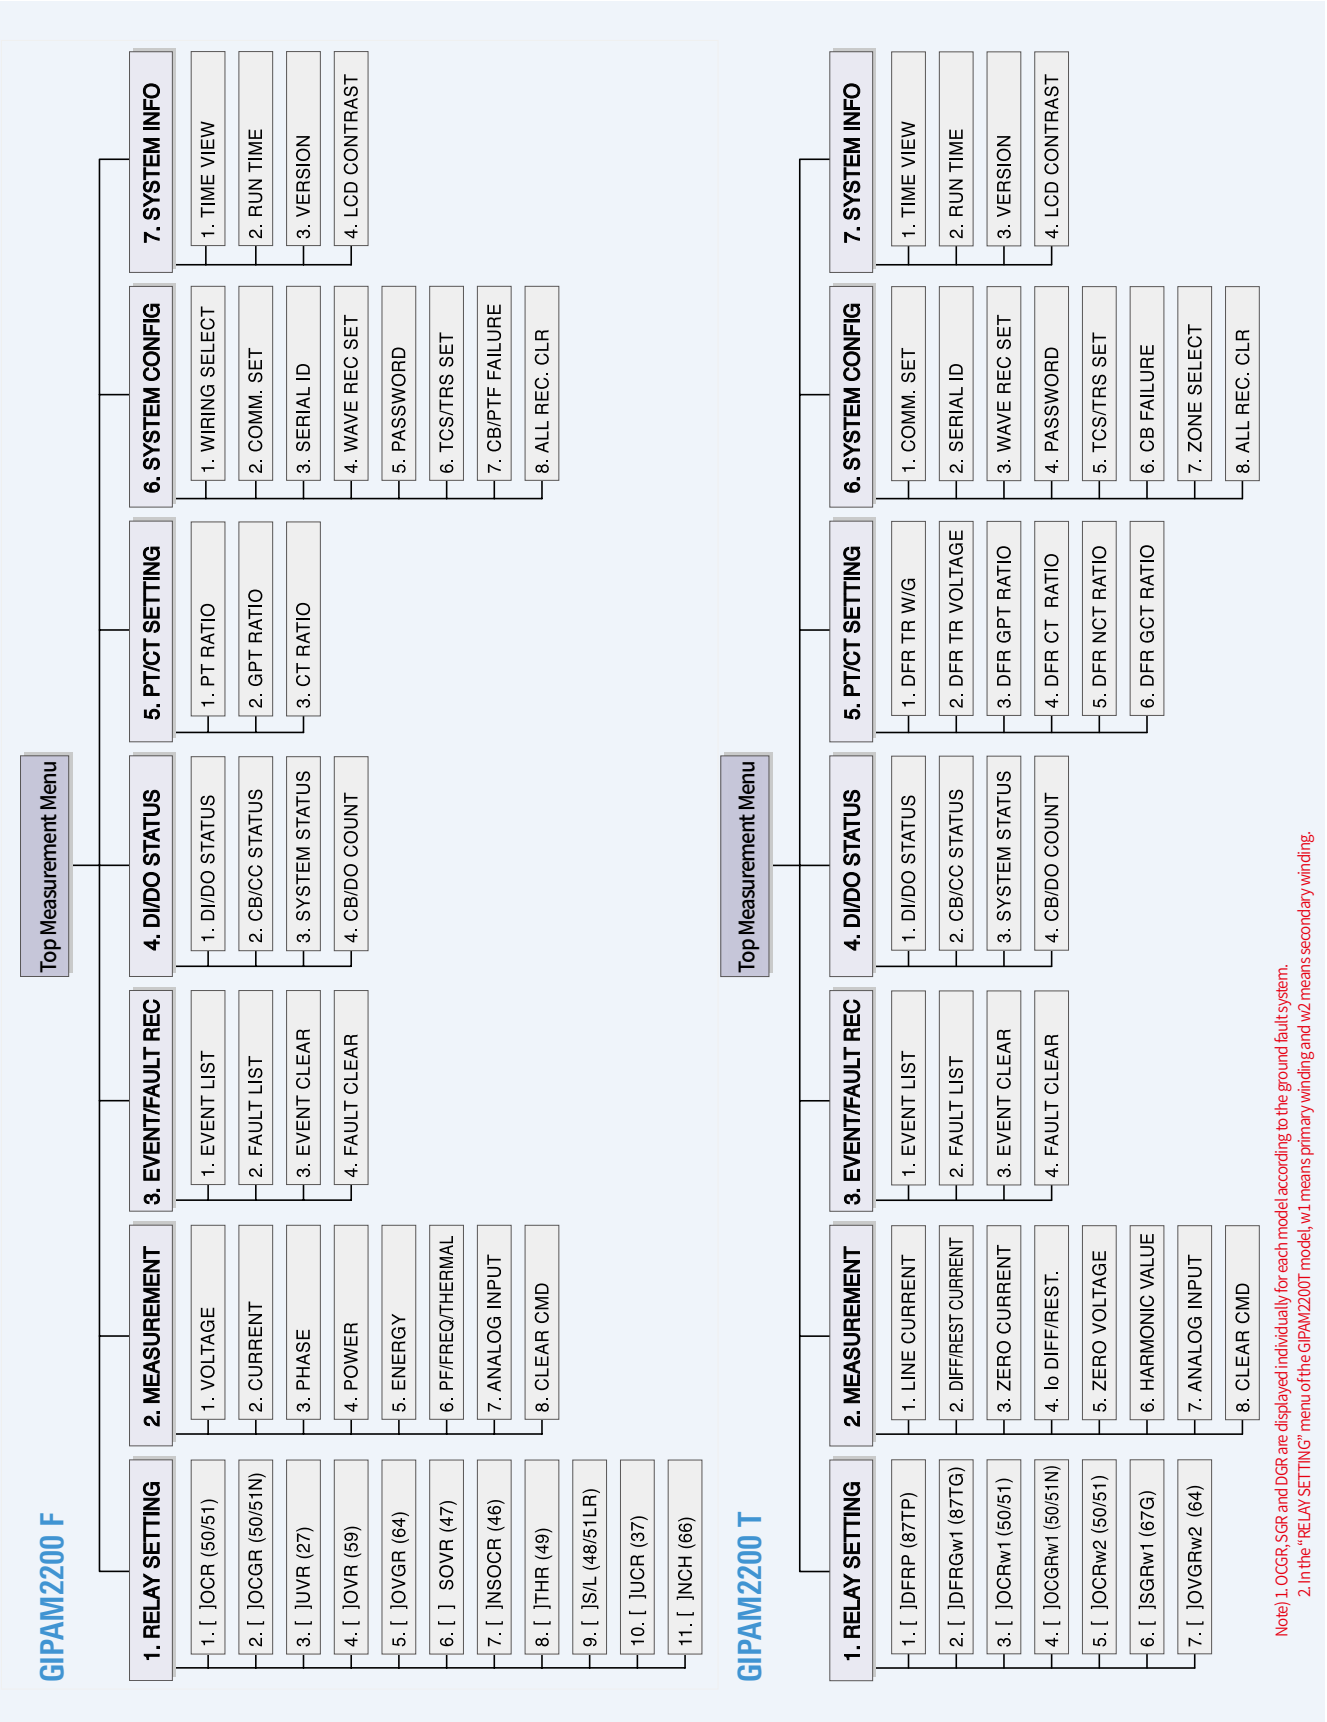 GIPAM2200 F
Top Measurement Menu
1. RELAY SETTING
1. [  ]OCR (50/51)
2. [  ]OCGR (50/51N)
3. [  ]UVR (27)
4. [  ]OVR (59)
5. [  ]OVGR (64)
6. [  ]  SOVR (47)
7. [  ]NSOCR (46)
8. [  ]THR (49)
9. [  ]S/L (48/51LR)
10. [  ]UCR (37)
11. [  ]NCH (66)
2. MEASUREMENT
1. VOLTAGE
2. CURRENT
3. PHASE
4. POWER
5. ENERGY
6. PF/FREQ/THERMAL
7. ANALOG INPUT
8. CLEAR CMD
3. EVENT/FAULT REC
1. EVENT LIST
2. FAULT LIST
3. EVENT CLEAR
4. FAULT CLEAR
4. DI/DO STATUS
1. DI/DO STATUS
2. CB/CC STATUS
3. SYSTEM STATUS
4. CB/DO COUNT
5. PT/CT SETTING
1. PT RATIO
2. GPT RATIO
3. CT RATIO
6. SYSTEM CONFIG
1. WIRING SELECT
2. COMM. SET
3. SERIAL ID
4. WAVE REC SET
5. PASSWORD
6. TCS/TRS SET
7. CB/PTF FAILURE
8. ALL REC. CLR
7. SYSTEM INFO
1. TIME VIEW
2. RUN TIME
3. VERSION
4. LCD CONTRAST
GIPAM2200 T
Top Measurement Menu
1. RELAY SETTING
1. [  ]DFRP (87TP)
2. [  ]DFRGw1 (87TG)
3. [  ]OCRw1 (50/51)
4. [  ]OCGRw1 (50/51N)
5. [  ]OCRw2 (50/51)
6. [  ]SGRw1 (67G)
7. [  ]OVGRw2  (64)
2. MEASUREMENT
1. LINE CURRENT
2. DIFF/REST CURRENT
3. ZERO CURRENT
4. Io DIFF/REST.
5. ZERO VOLTAGE
6. HARMONIC VALUE
7. ANALOG INPUT
8. CLEAR CMD
3. EVENT/FAULT REC
1. EVENT LIST
2. FAULT LIST
3. EVENT CLEAR
4. FAULT CLEAR
4. DI/DO STATUS
1. DI/DO STATUS
2. CB/CC STATUS
3. SYSTEM STATUS
4. CB/DO COUNT
5. PT/CT SETTING
1. DFR TR W/G
2. DFR TR VOLTAGE
3. DFR GPT RATIO
4. DFR CT  RATIO
5. DFR NCT RATIO
6. DFR GCT RATIO
6. SYSTEM CONFIG
1. COMM. SET
2. SERIAL ID
3. WAVE REC SET
4. PASSWORD
5. TCS/TRS SET
6. CB FAILURE
7. ZONE SELECT
8. ALL REC. CLR
7. SYSTEM INFO
1. TIME VIEW
2. RUN TIME
3. VERSION
4. LCD CONTRAST
Note) 1. OCGR, SGR and DGR are displayed individually for each model according to the ground fault system.
2. In the “RELAY SETTING” menu of the GIPAM2200T model, w1 means primary winding and w2 means secondary winding.